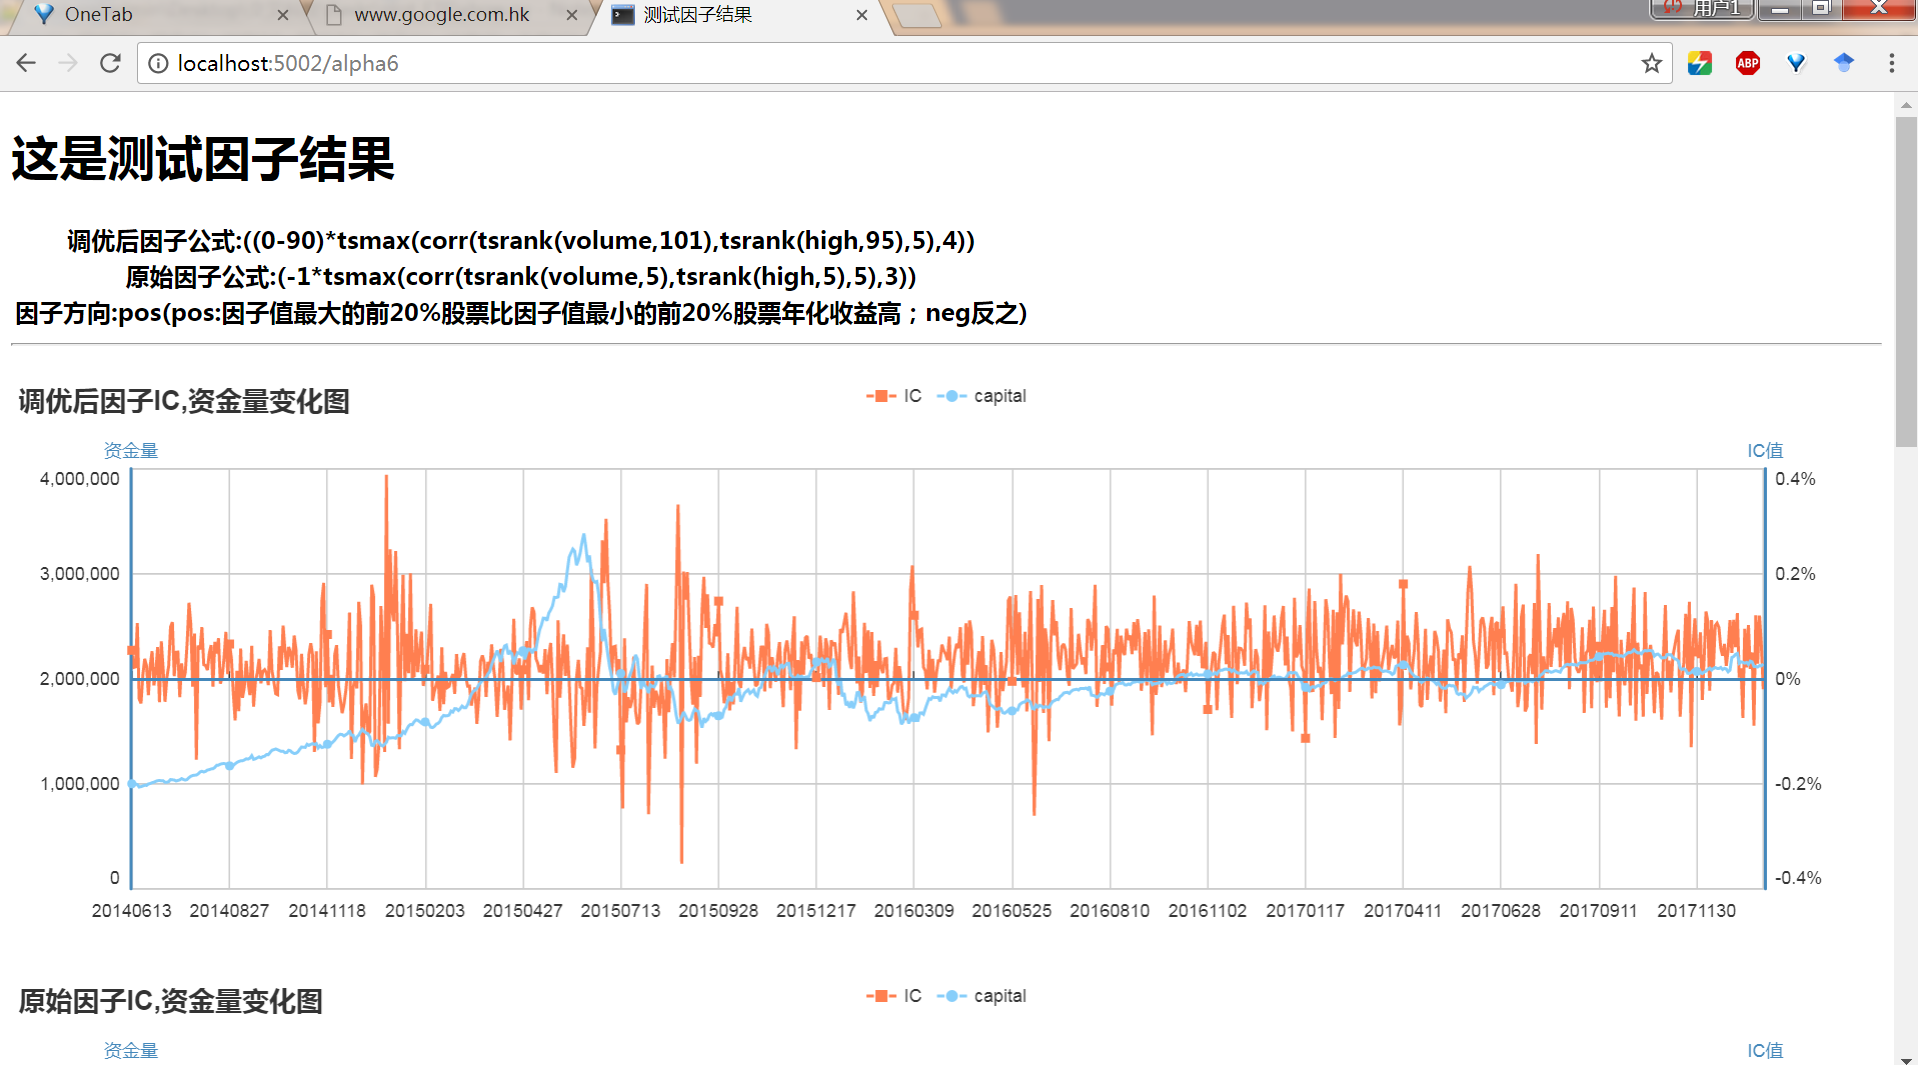 OneTab
www.google.com.hk
测试因子结果
用户1
localhost:5002/alpha6
ABP
这是测试因子结果
调优后因子公式:((0-90)*tsmax(corr(tsrank(volume,101),tsrank(high,95),5),4))
原始因子公式:(-1*tsmax(corr(tsrank(volume,5),tsrank(high,5),5),3))
因子方向:pos(pos:因子值最大的前20%股票比因子值最小的前20%股票年化收益高；neg反之)
调优后因子IC,资金量变化图
IC capital
资金量 IC值
4,000,000 0.4%
3,000,000 0.2%
2,000,000 0%
1,000,000 -0.2%
0 -0.4%
20140613 20140827 20141118 20150203 20150427 20150713 20150928 20151217 20160309 20160525 20160810 20161102 20170117 20170411 20170628 20170911 20171130
原始因子IC,资金量变化图
IC capital
资金量 IC值